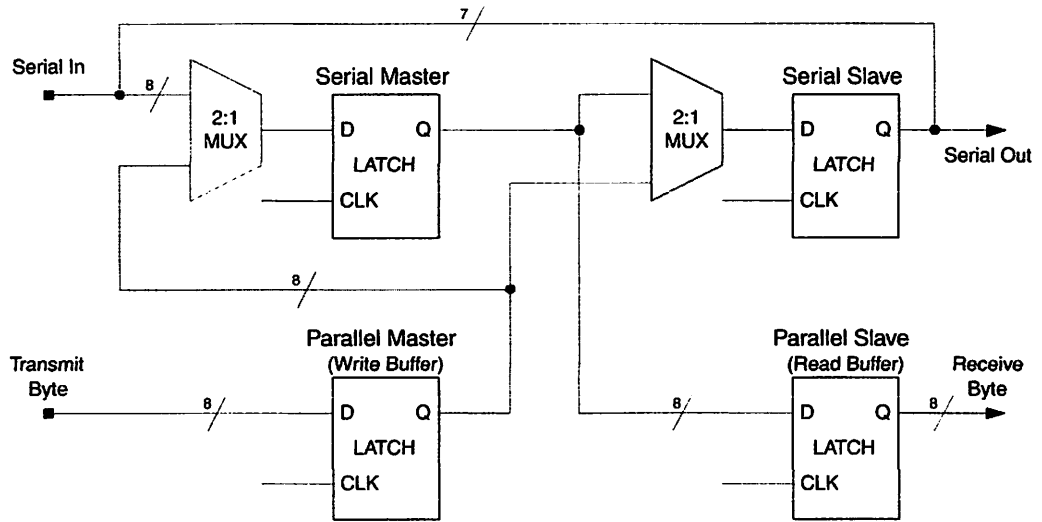 7
Serial In
8
2:1
MUX
Serial Master
D
Q
LATCH
CLK
2:1
MUX
Serial Slave
D
Q
LATCH
CLK
Serial Out
8
Transmit
Byte
8
Parallel Master
(Write Buffer)
D
Q
LATCH
CLK
8
Parallel Slave
(Read Buffer)
D
Q
LATCH
CLK
8
Receive
Byte